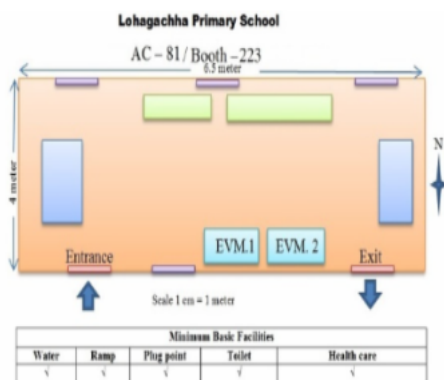 Lohagachha Primary School
AC – 81/ Booth -223
6.5 meter
4 meter
N
EVM.1 EVM. 2
Entrance Exit
Scale 1 cm = 1 meter
Minimum Basic Facilities
Water Ramp Plug point Toilet Health care
√ √ √ √ √